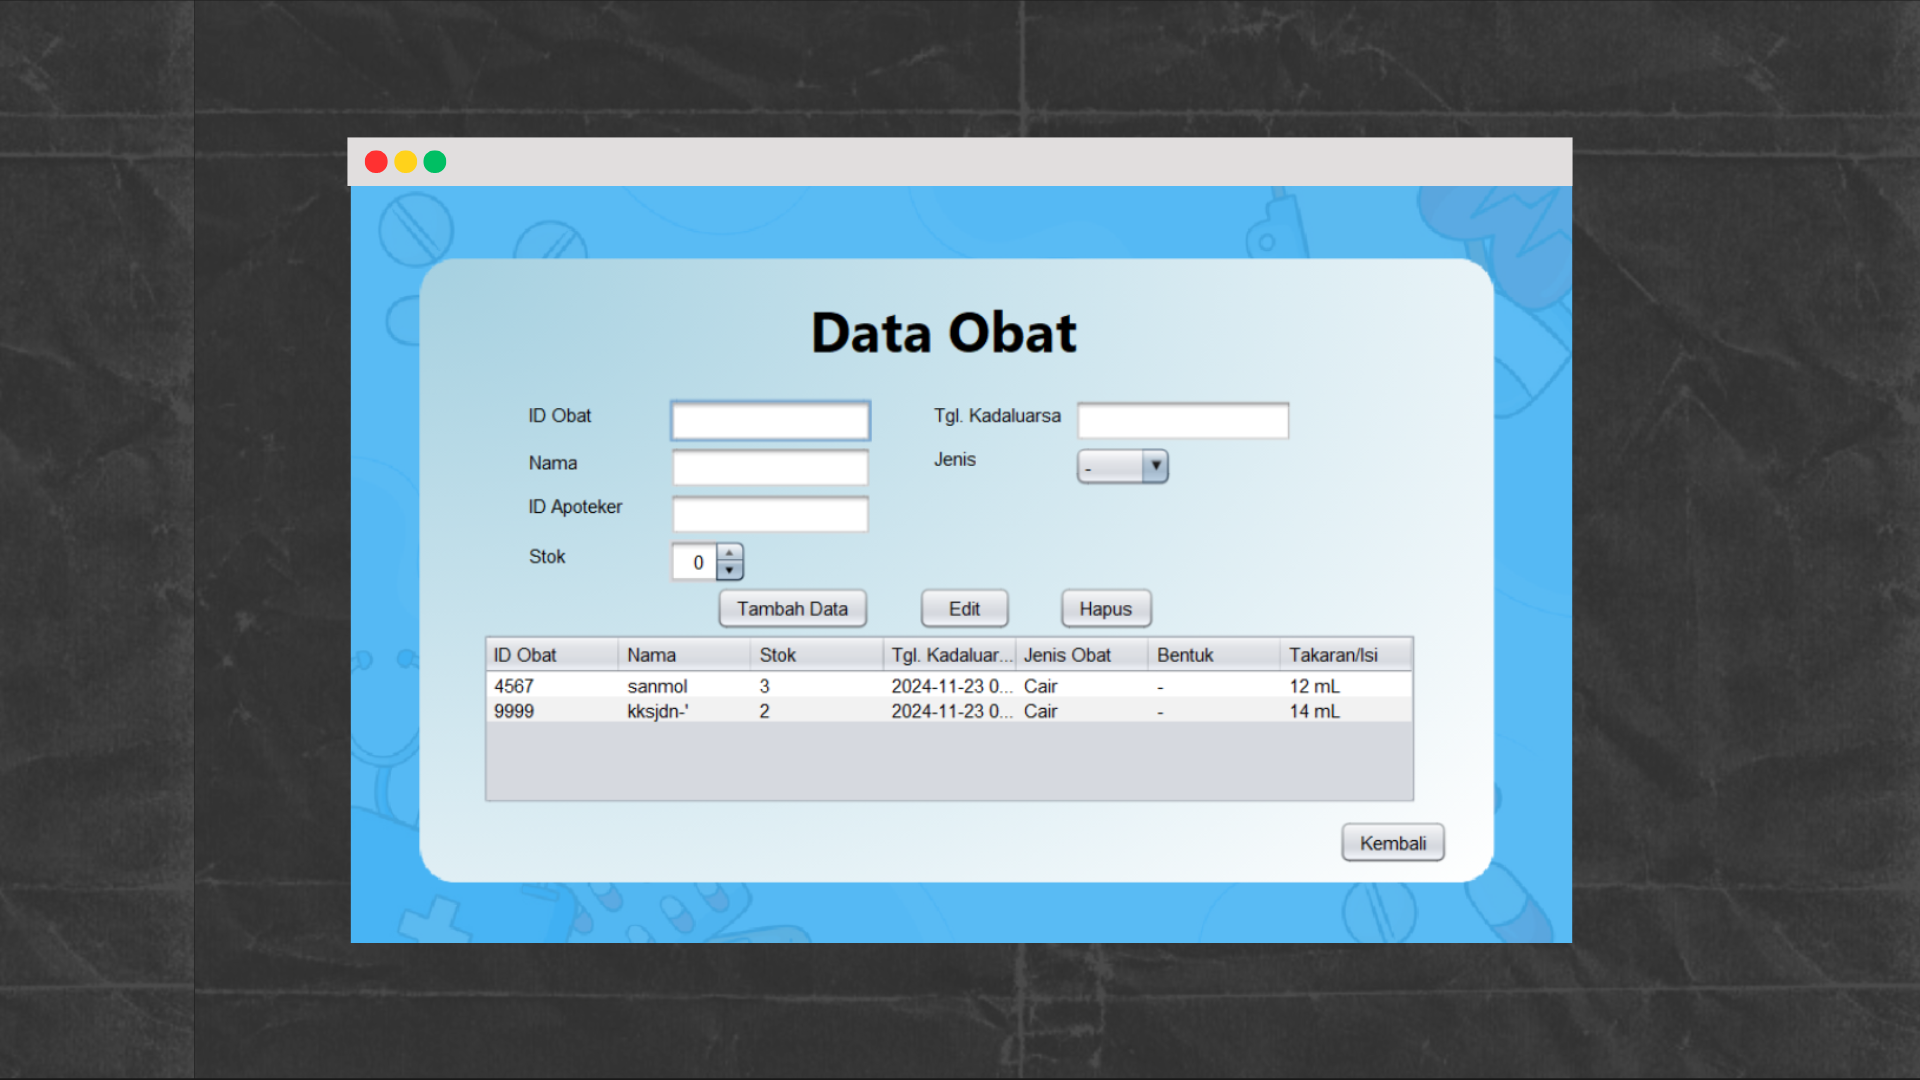 Data Obat
ID Obat
Tgl. Kadaluarsa
Nama
Jenis
-
ID Apoteker
Stok
0
Tambah Data Edit Hapus
ID Obat Nama Stok Tgl. Kadaluar... Jenis Obat Bentuk Takaran/Isi
4567 sanmol 3 2024-11-23 0... Cair - 12 mL
9999 kksjdn-' 2 2024-11-23 0... Cair - 14 mL
Kembali